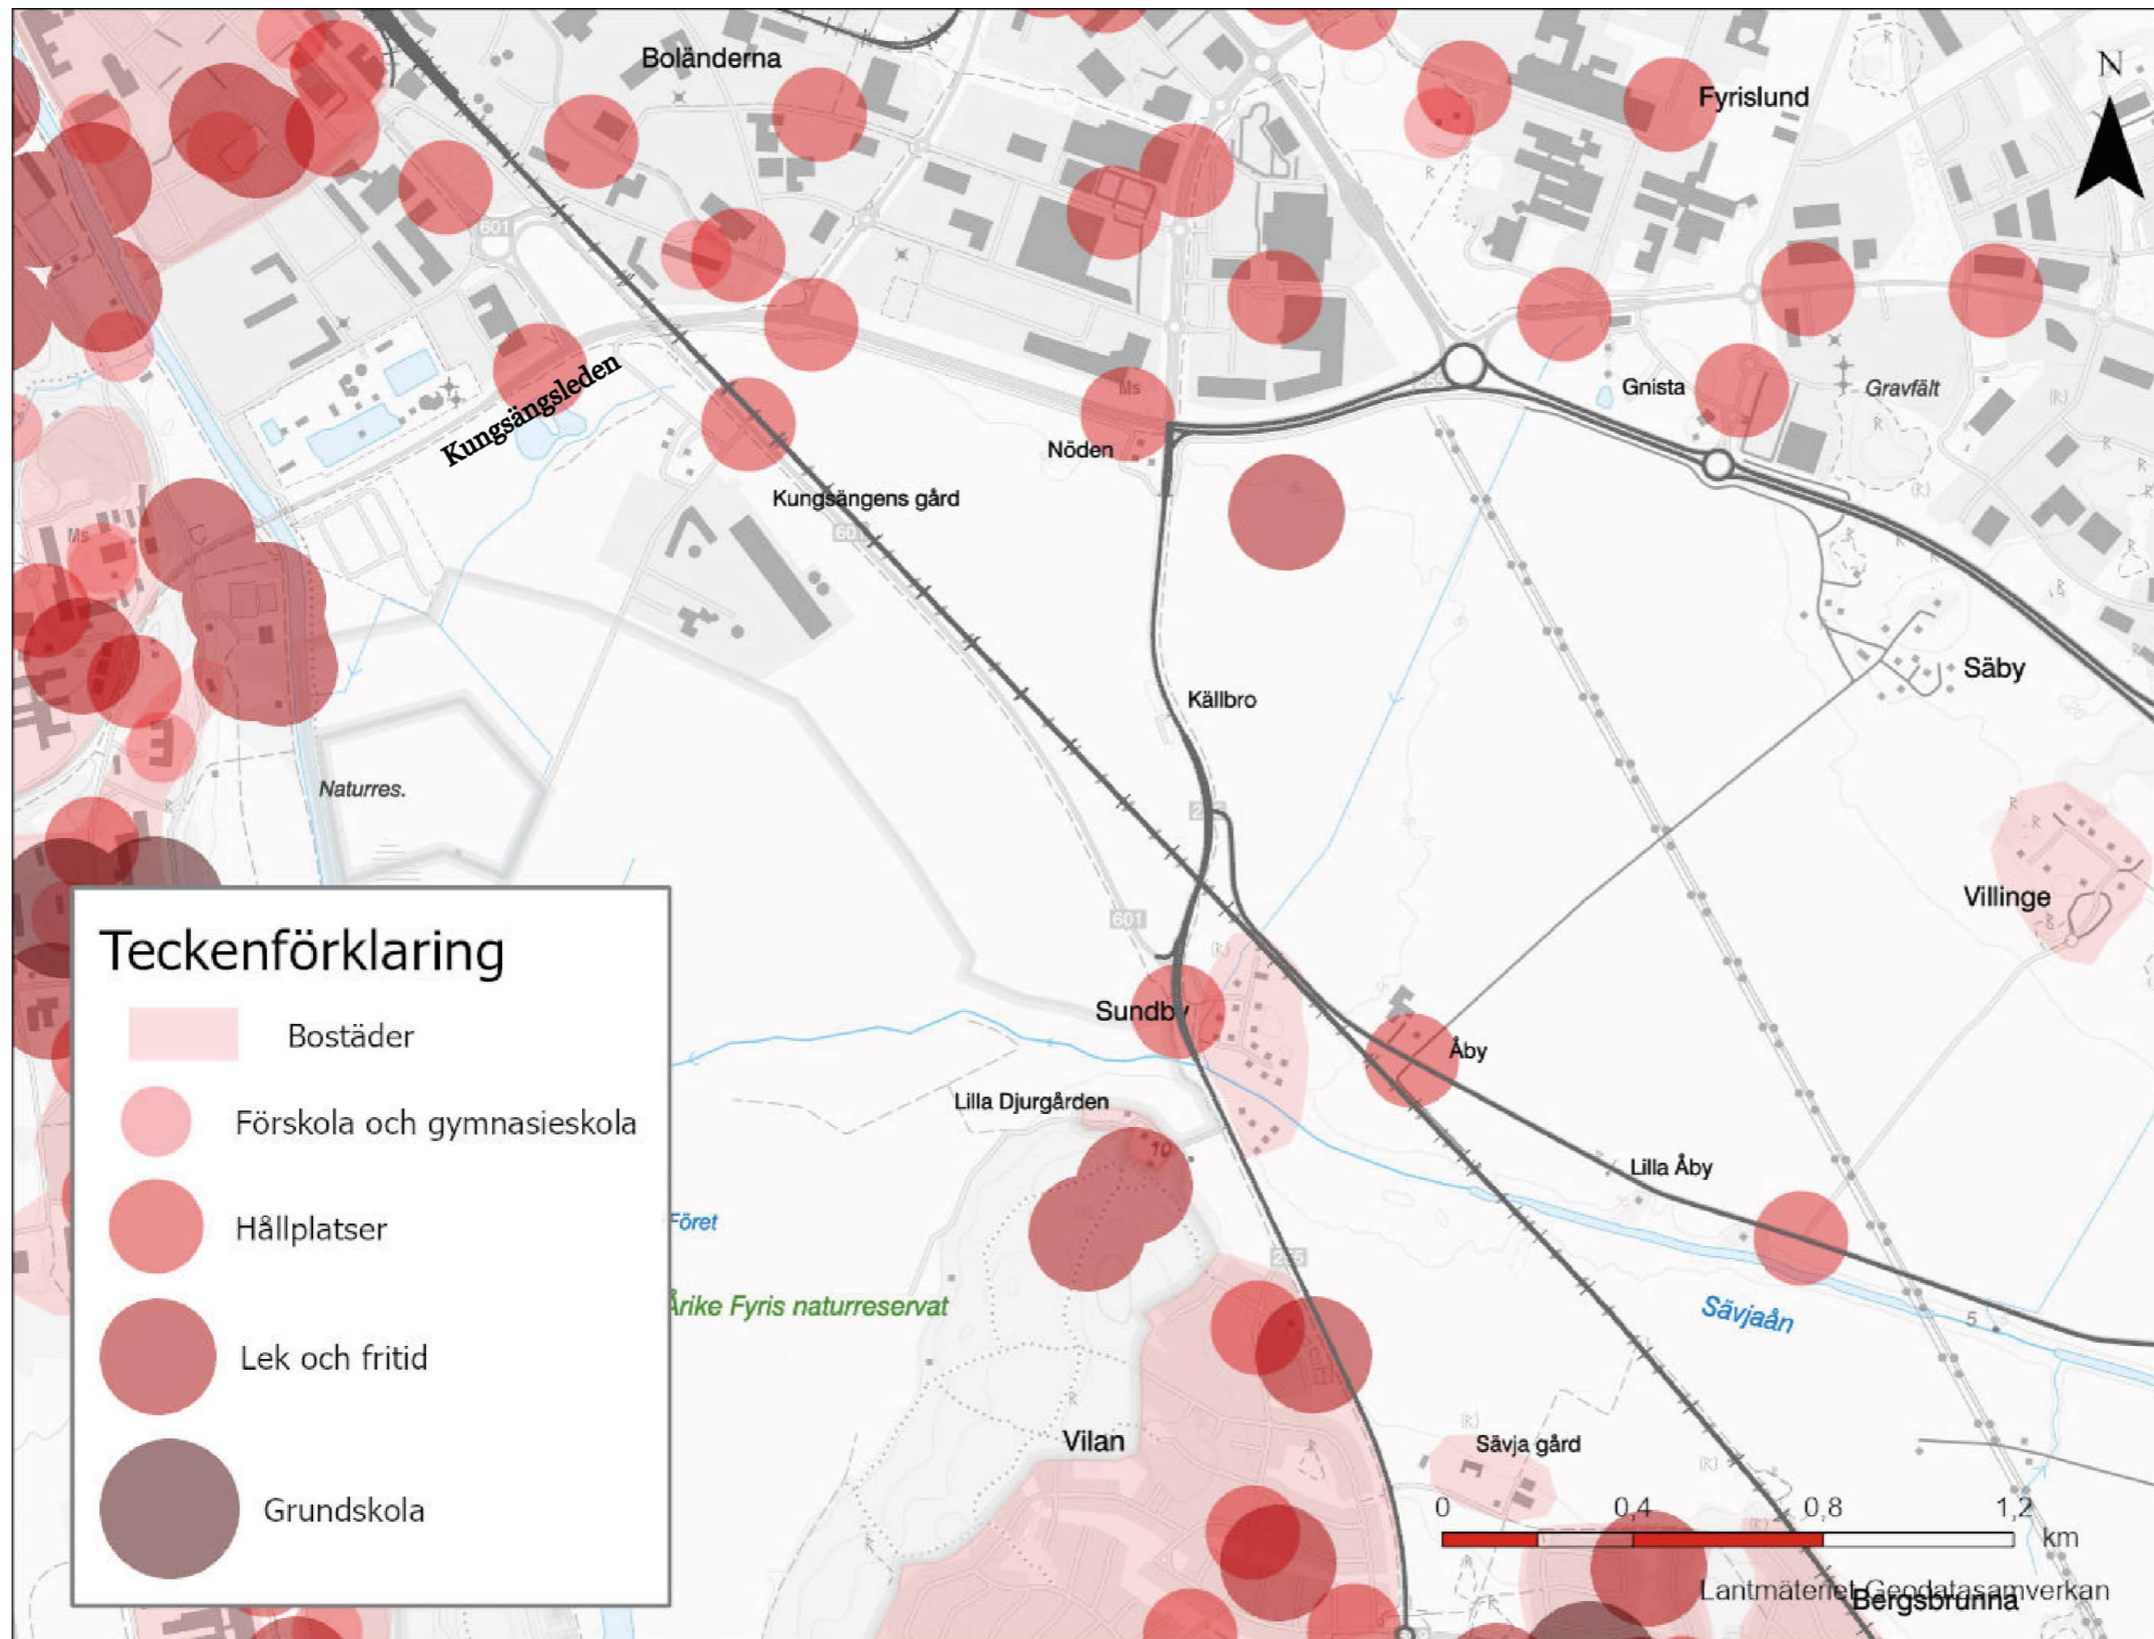 Boländerna
Fyrislund
N
601
Kungsängsleden
Ms
Gnista
Gravfält
(R)
Nöden
Kungsängens gård
601
Ms
R
(R)
Säby
Källbro
Naturres.
Villinge
601
(R)
Sundby
Åby
Lilla Djurgården
Lilla Åby
Föret
Årike Fyris naturreservat
Sävjaån
5
Vilan
(R)
Sävja gård
(R)
0 0,4 0,8 1,2
km
Lantmäteriet Geodatasamverkan
Bergsbrunna
Teckenförklaring
Bostäder
Förskola och gymnasieskola
Hållplatser
Lek och fritid
Grundskola